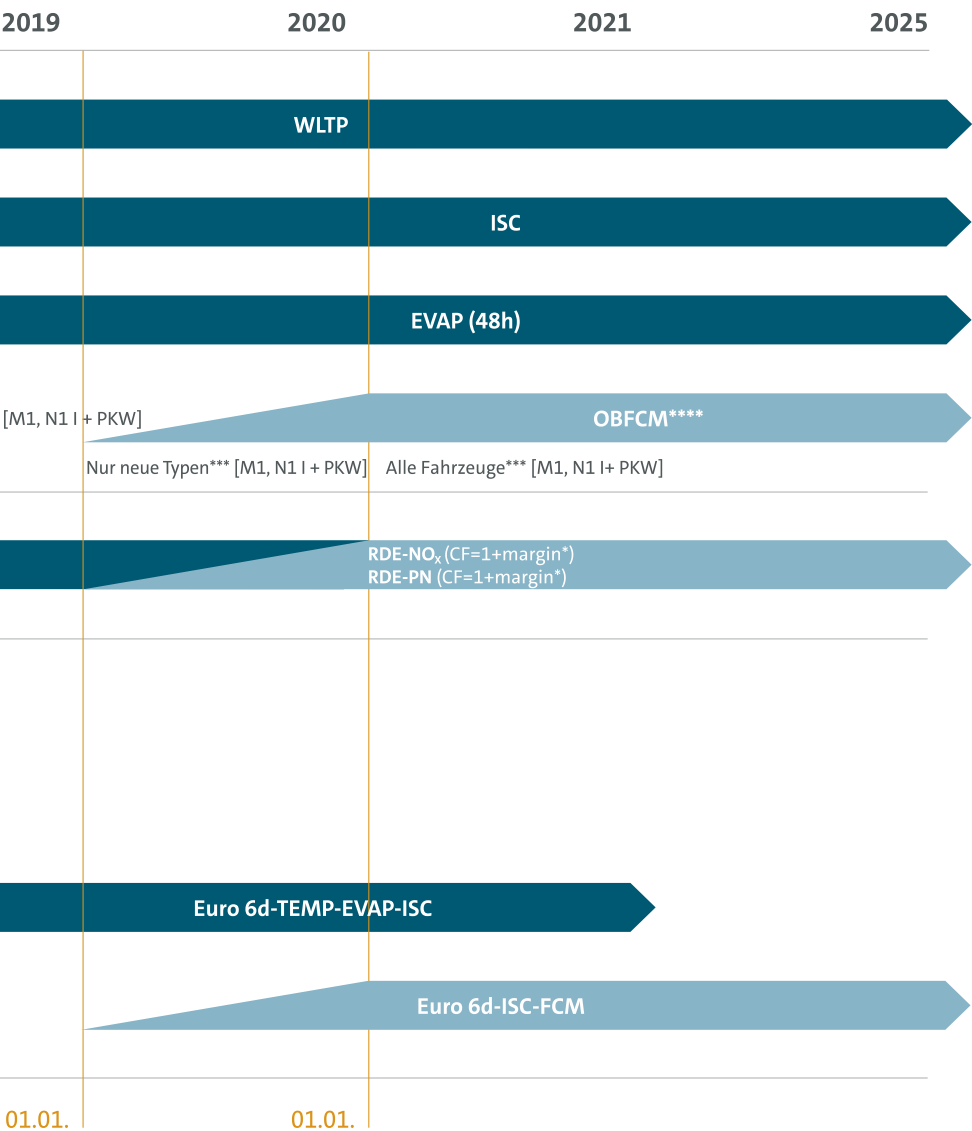 2019 2020 2021 2025
WLTP
ISC
EVAP (48h)
[M1, N1 I + PKW]
OBFCM****
Nur neue Typen*** [M1, N1 I + PKW] Alle Fahrzeuge*** [M1, N1 I+ PKW]
RDE-NOx (CF=1+margin*)
RDE-PN (CF=1+margin*)
Euro 6d-TEMP-EVAP-ISC
Euro 6d-ISC-FCM
01.01. 01.01.